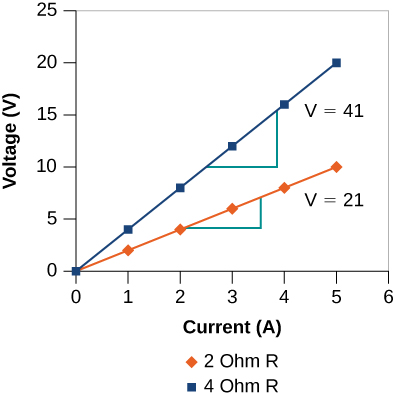 25
20
15
10
5
0
Voltage (V)
V = 41
V = 21
0 1 2 3 4 5 6
Current (A)
2 Ohm R
4 Ohm R